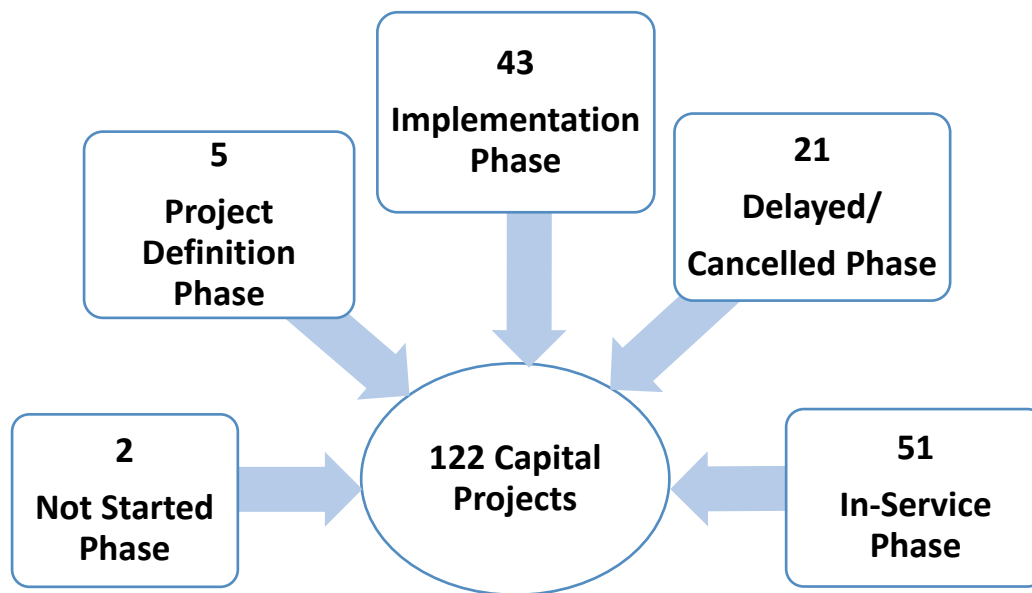 43
Implementation
Phase
5
Project
Definition
Phase
21
Delayed/
Cancelled Phase
2
Not Started
Phase
122 Capital
Projects
51
In-Service
Phase